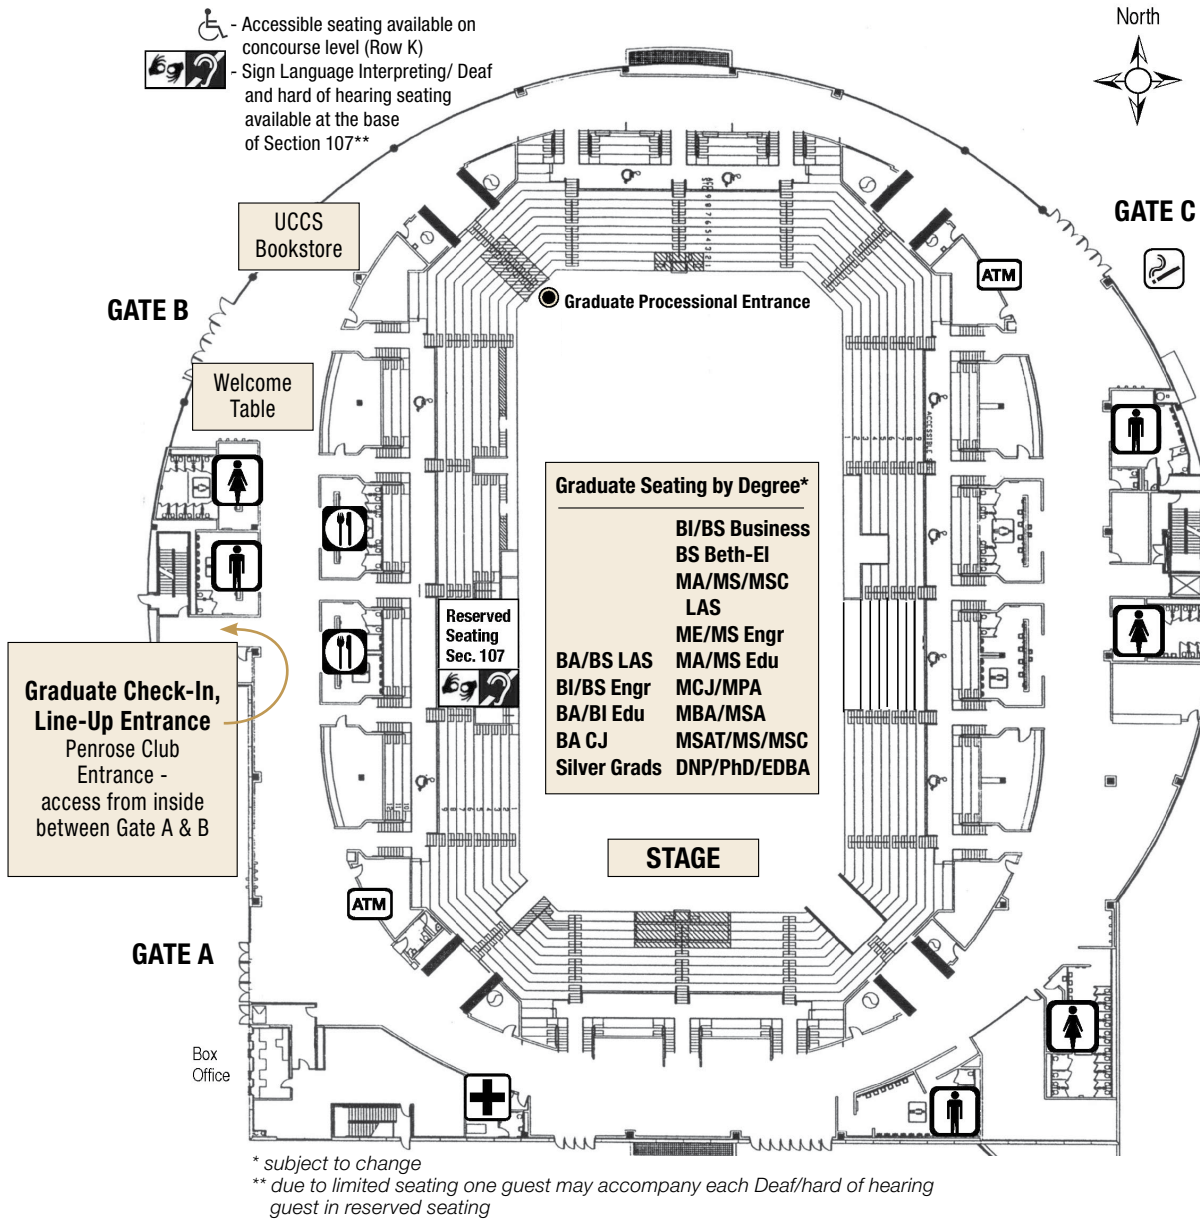 - Accessible seating available on
concourse level (Row K)
- Sign Language Interpreting/ Deaf
and hard of hearing seating
available at the base
of Section 107**
North
UCCS
Bookstore
GATE C
ATM
GATE B
Graduate Processional Entrance
Welcome
Table
Graduate Seating by Degree*
BI/BS Business
BS Beth-El
MA/MS/MSC
LAS
ME/MS Engr
BA/BS LAS MA/MS Edu
BI/BS Engr MCJ/MPA
BA/BI Edu MBA/MSA
BA CJ MSAT/MS/MSC
Silver Grads DNP/PhD/EDBA
Reserved
Seating
Sec. 107
Graduate Check-In,
Line-Up Entrance
Penrose Club
Entrance -
access from inside
between Gate A & B
STAGE
ATM
GATE A
Box
Office
* subject to change
** due to limited seating one guest may accompany each Deaf/hard of hearing
guest in reserved seating